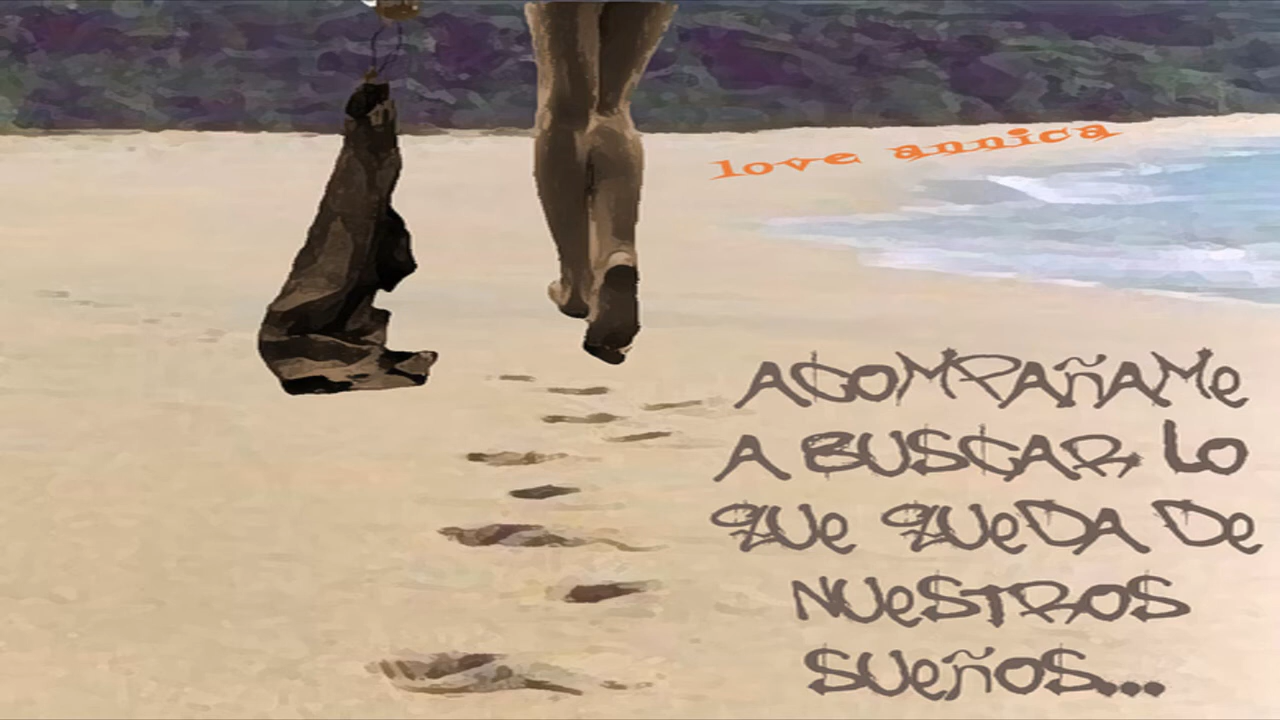 love annica
ACOMPAÑAMe
A BUSCAR LO
QUe QUeDA De
NUeSTROS
SUeÑOS...